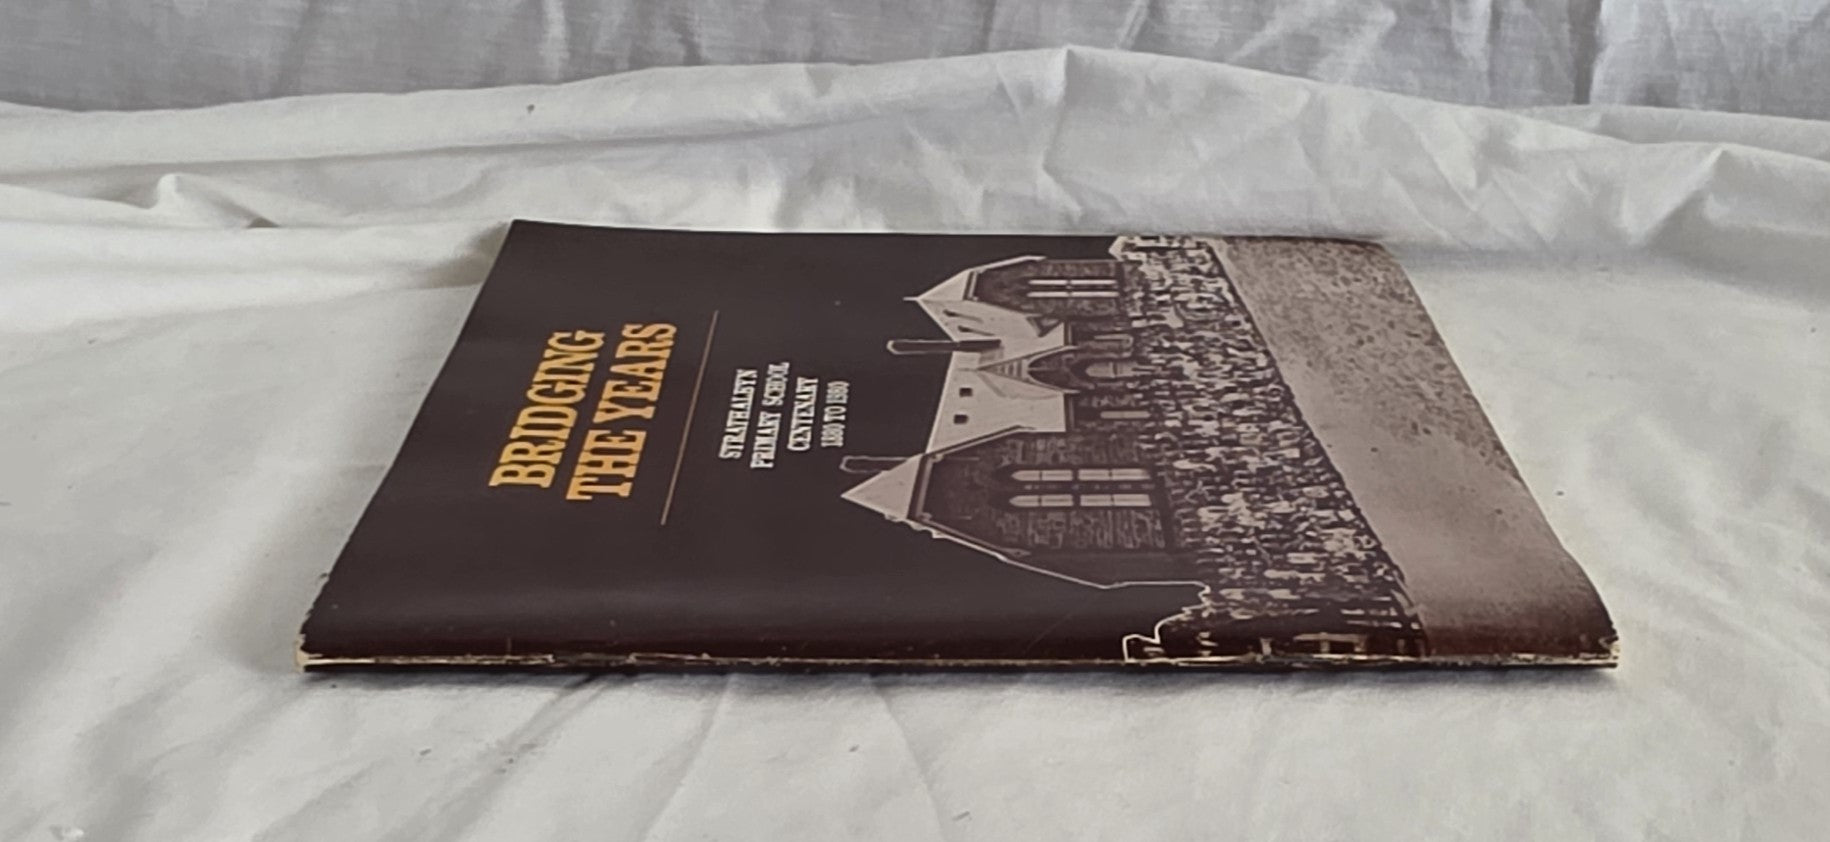 BRIDGING
THE YEARS
STRATHALBYN
PRIMARY SCHOOL
CENTENARY
1880 TO 1980